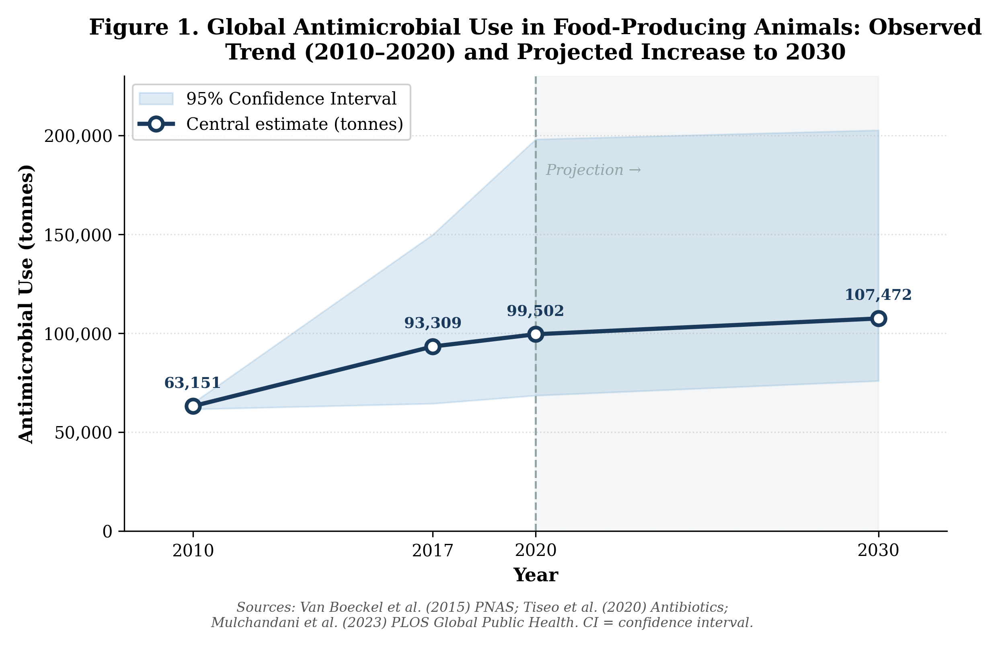 Figure 1. Global Antimicrobial Use in Food-Producing Animals: Observed
Trend (2010–2020) and Projected Increase to 2030
95% Confidence Interval
Central estimate (tonnes)
Antimicrobial Use (tonnes)
200,000
150,000
100,000
50,000
0
Projection →
63,151
93,309
99,502
107,472
2010
2017
2020
2030
Year
Sources: Van Boeckel et al. (2015) PNAS; Tiseo et al. (2020) Antibiotics;
Mulchandani et al. (2023) PLOS Global Public Health. CI = confidence interval.